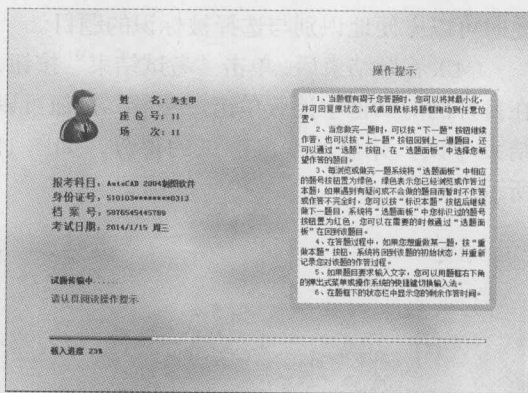 操作提示
姓 名：尢生甲
座位号：11
场 次：11
报考科目：AutoCAD 2004制图软件
身份证号：510103*********0313
档案号：5876545445780
考试日期：2014/1/15 周三
试题传输中......
请认真阅读操作提示
载入进度 23%
1、当题框有碍于您答题时，您可以将其最小化，
并可回复原状态，或者用鼠标将题框拖动到任意位
置。
2、当您做完一题时，可以按“下一题”按钮继续
作答，也可以按“上一题”按钮回到上一道题目，还
可以通过“选题”按钮，在“选题面板”中选择您希
望作答的题目。
3、每浏览或做完一题系统将“选题面板”中相应
的题号按钮置为绿色，绿色表示您已经浏览或作答过
本题；如果遇到有疑问或不会做的题目而暂时不作答
或作答不完全时，您可以按“标识本题”按钮后继续
做下一题目，系统将“选题面板”中您标识过的题号
按钮置为红色，您可以在需要的时候通过“选题面
板”在回到该题目。
4、在答题过程中，如果您想重做某一题，按“重
做本题”按钮，系统将回到该题的初始状态，并重新
记录您对该题的作答过程。
5、如果题目要求输入文字，您可以用题框右下角
的弹出式菜单或操作系统的快捷键切换输入法。
6、在题框下的状态栏中显示您的剩余作答时间。